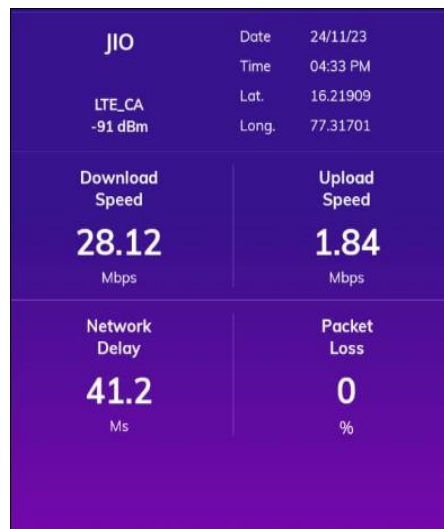 JIO
LTE_CA
-91 dBm
Date 24/11/23
Time 04:33 PM
Lat. 16.21909
Long. 77.31701
Download
Speed
28.12
Mbps
Upload
Speed
1.84
Mbps
Network
Delay
41.2
Ms
Packet
Loss
0
%